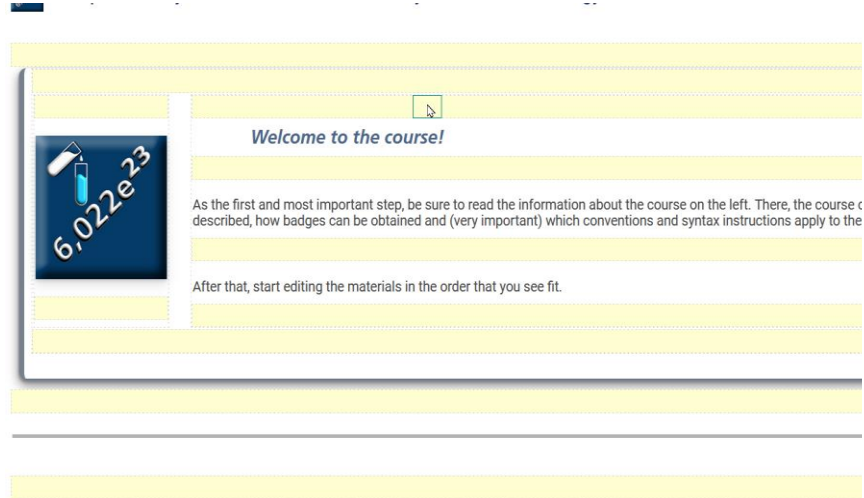 Welcome to the course!
6,022e23
As the first and most important step, be sure to read the information about the course on the left. There, the course
described, how badges can be obtained and (very important) which conventions and syntax instructions apply to the
After that, start editing the materials in the order that you see fit.